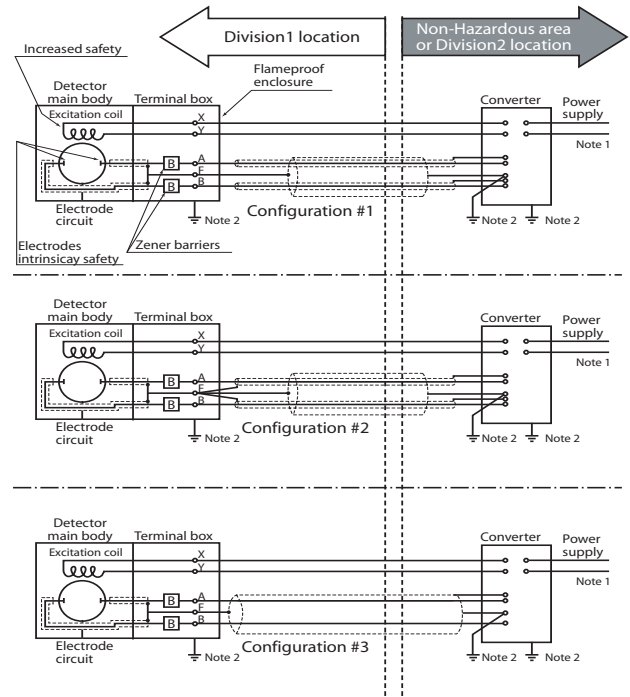 Increased safety
Division1 location
Non-Hazardous area
or Division2 location
Flameproof
enclosure
Detector
main body
Terminal box
Excitation coil
X
Y
B
A
E
B
B
Electrode
circuit
Note 2
Configuration #1
Electrodes
intrinsicay safety
Zener barriers
Converter
Power
supply
Note 1
Note 2
Note 2
Detector
main body
Terminal box
Excitation coil
X
Y
B
A
E
B
B
Electrode
circuit
Note 2
Configuration #2
Converter
Power
supply
Note 1
Note 2
Note 2
Detector
main body
Terminal box
Excitation coil
X
Y
B
A
E
B
B
Electrode
circuit
Note 2
Configuration #3
Converter
Power
supply
Note 1
Note 2
Note 2